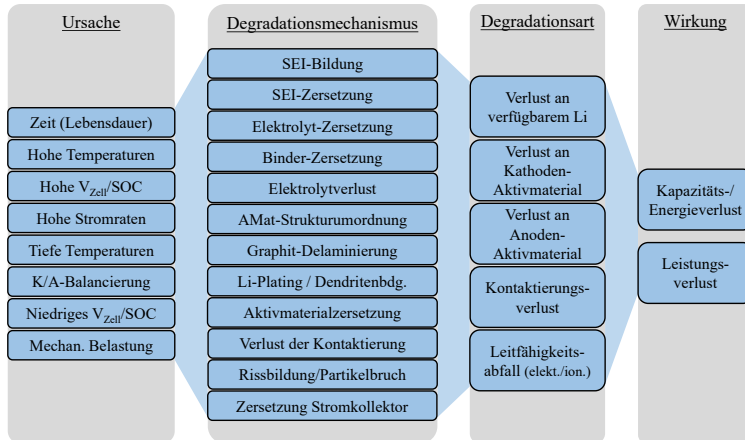 Ursache
Zeit (Lebensdauer)
Hohe Temperaturen
Hohe V_Zell/SOC
Hohe Stromraten
Tiefe Temperaturen
K/A-Balancierung
Niedriges V_Zell/SOC
Mechan. Belastung
Degradationsmechanismus
SEI-Bildung
SEI-Zersetzung
Elektrolyt-Zersetzung
Binder-Zersetzung
Elektrolytverlust
AMat-Strukturumordnung
Graphit-Delaminierung
Li-Plating / Dendritenbdg.
Aktivmaterialzersetzung
Verlust der Kontaktierung
Rissbildung/Partikelbruch
Zersetzung Stromkollektor
Degradationsart
Verlust an
verfügbarem Li
Verlust an
Kathoden-
Aktivmaterial
Verlust an
Anoden-
Aktivmaterial
Kontaktierungs-
verlust
Leitfähigkeits-
abfall (elekt./ion.)
Wirkung
Kapazitäts-/
Energieverlust
Leistungs-
verlust